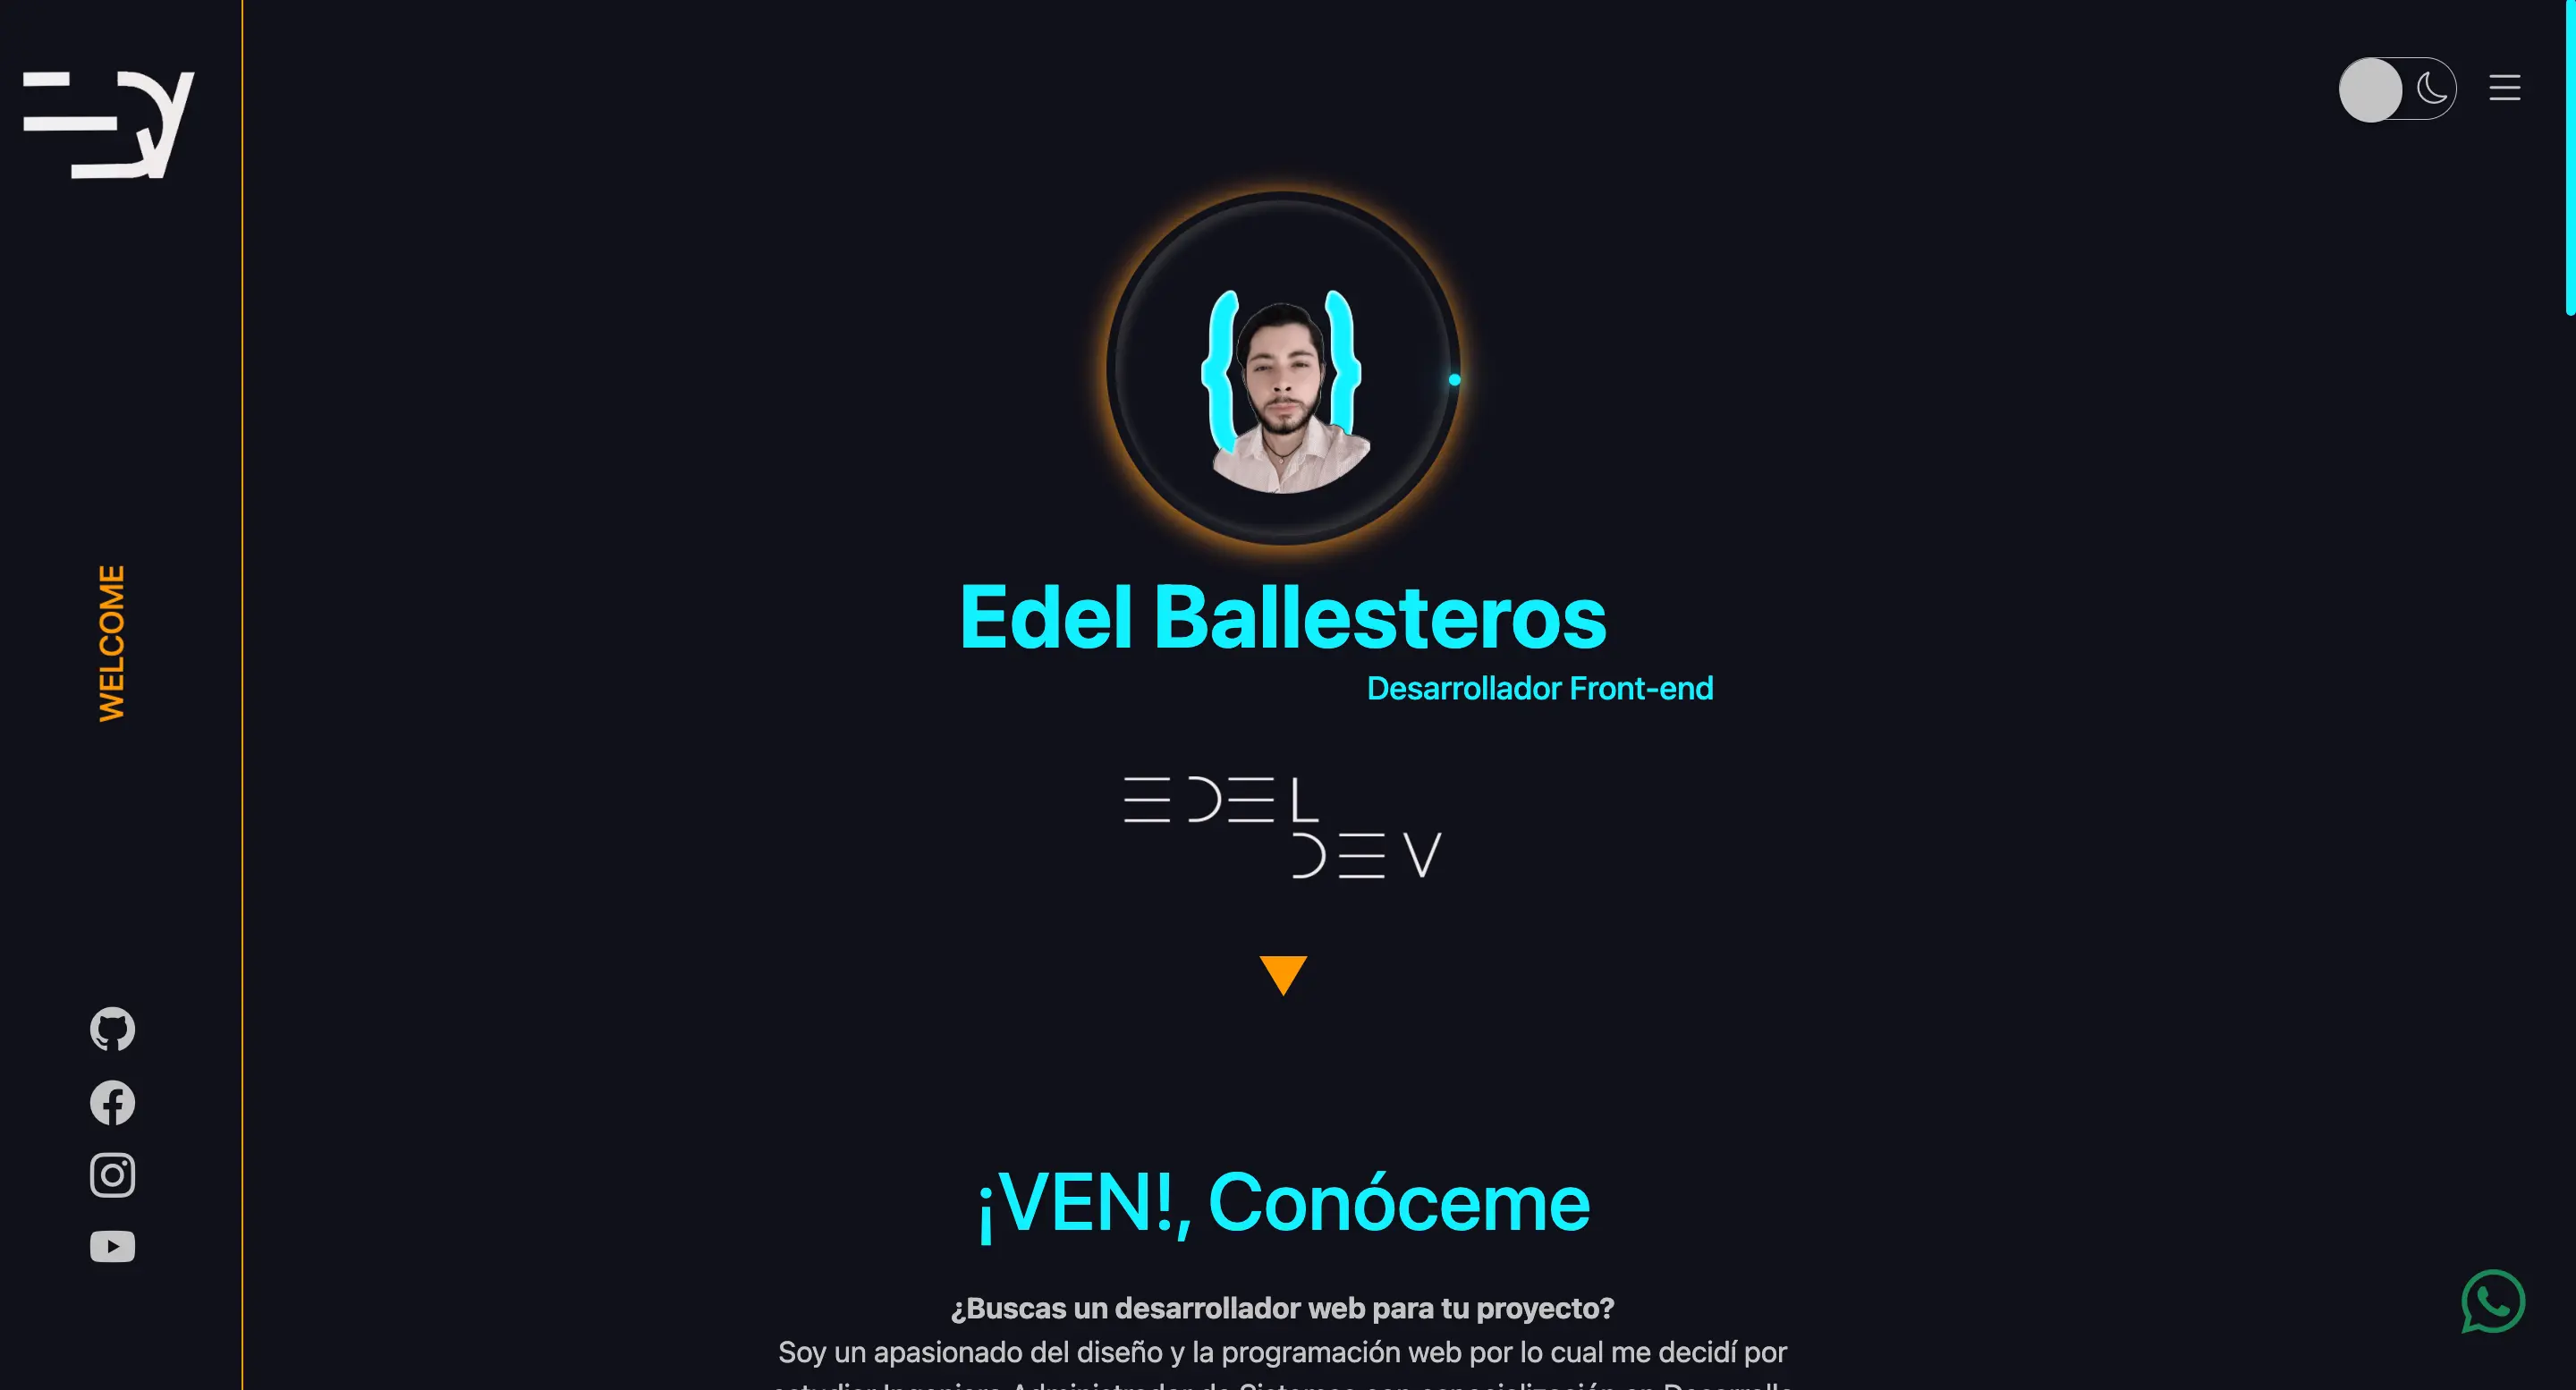 WELCOME
Edel Ballesteros
Desarrollador Front-end
EDEL
DEV
¡VEN!, Conóceme
¿Buscas un desarrollador web para tu proyecto?
Soy un apasionado del diseño y la programación web por lo cual me decidí por